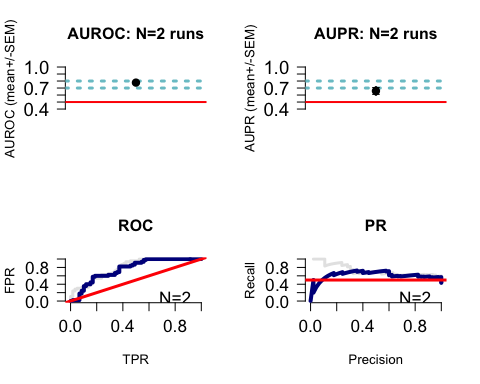 AUROC: N=2 runs
AUROC (mean+/-SEM)
1.0
0.7
0.4
AUPR: N=2 runs
AUPR (mean+/-SEM)
1.0
0.7
0.4
ROC
FPR
0.8
0.4
0.0
N=2
0.0 0.4 0.8
TPR
PR
Recall
0.8
0.4
0.0
N=2
0.0 0.4 0.8
Precision